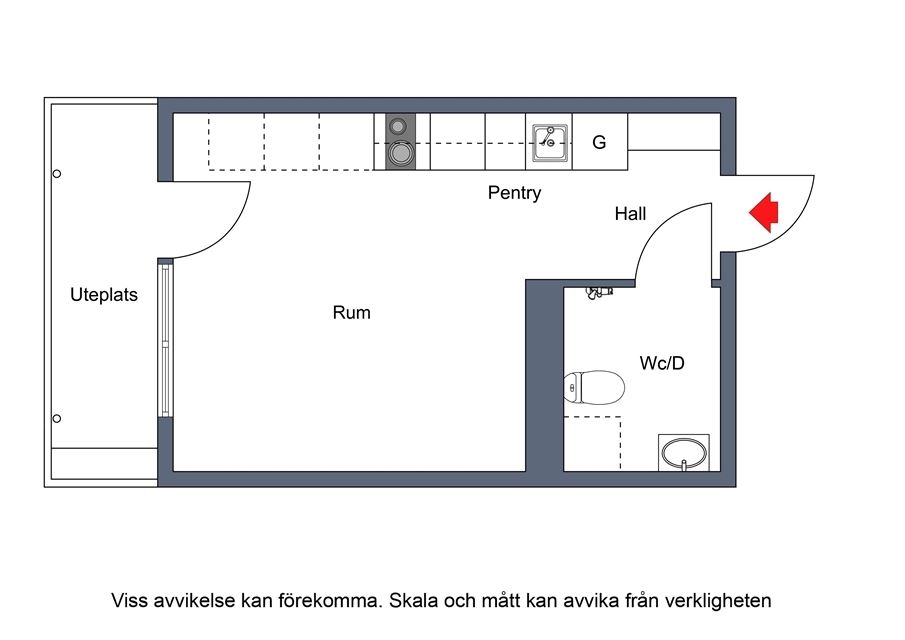 G
Pentry
Hall
Uteplats
Rum
Wc/D
Viss avvikelse kan förekomma. Skala och mått kan avvika från verkligheten